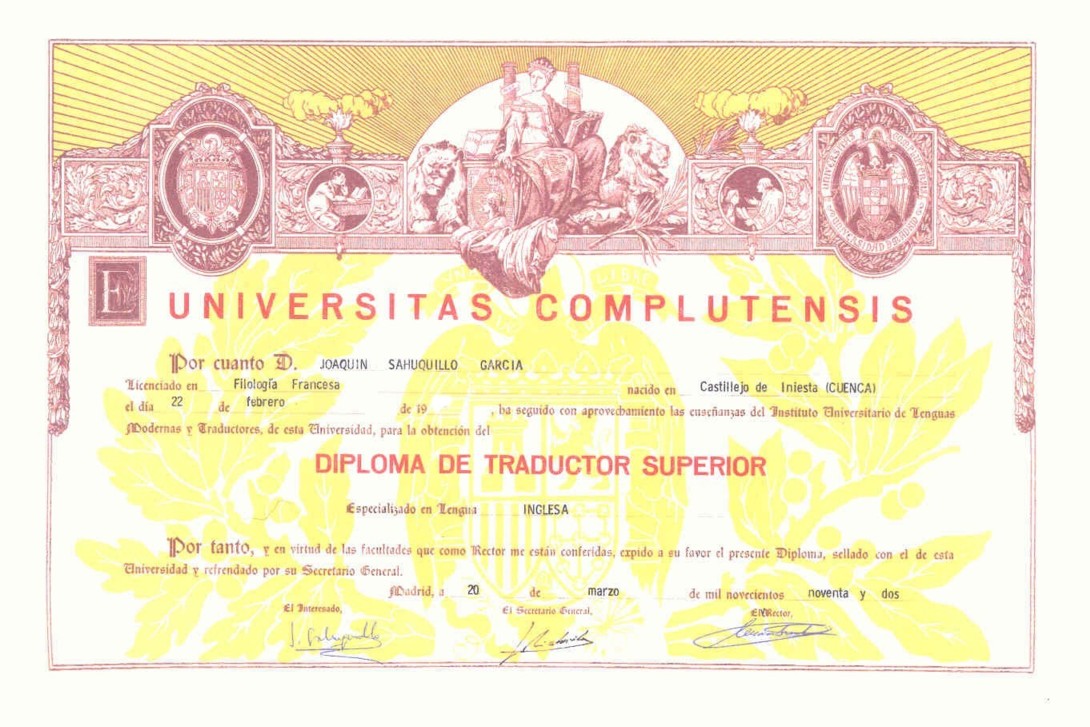 UNIVERSITAS COMPLUTENSIS
Por cuanto D. JOAQUIN SAHUQUILLO GARCIA
Licenciado en Filología Francesa nacido en Castillejo de Iniesta (CUENCA)
el día 22 de febrero de 19 , ha seguido con aprovechamiento las enseñanzas del Instituto Universitario de Lenguas
Modernas y Traductores, de esta Universidad, para la obtención del
DIPLOMA DE TRADUCTOR SUPERIOR
Especializado en Lengua INGLESA
Por tanto, y en virtud de las facultades que como Rector me están conferidas, expido a su favor el presente Diploma, sellado con el de esta
Universidad y refrendado por su Secretario General.
Madrid, a 20 de marzo de mil novecientos noventa y dos
El Interesado, El Secretario General, El Rector,